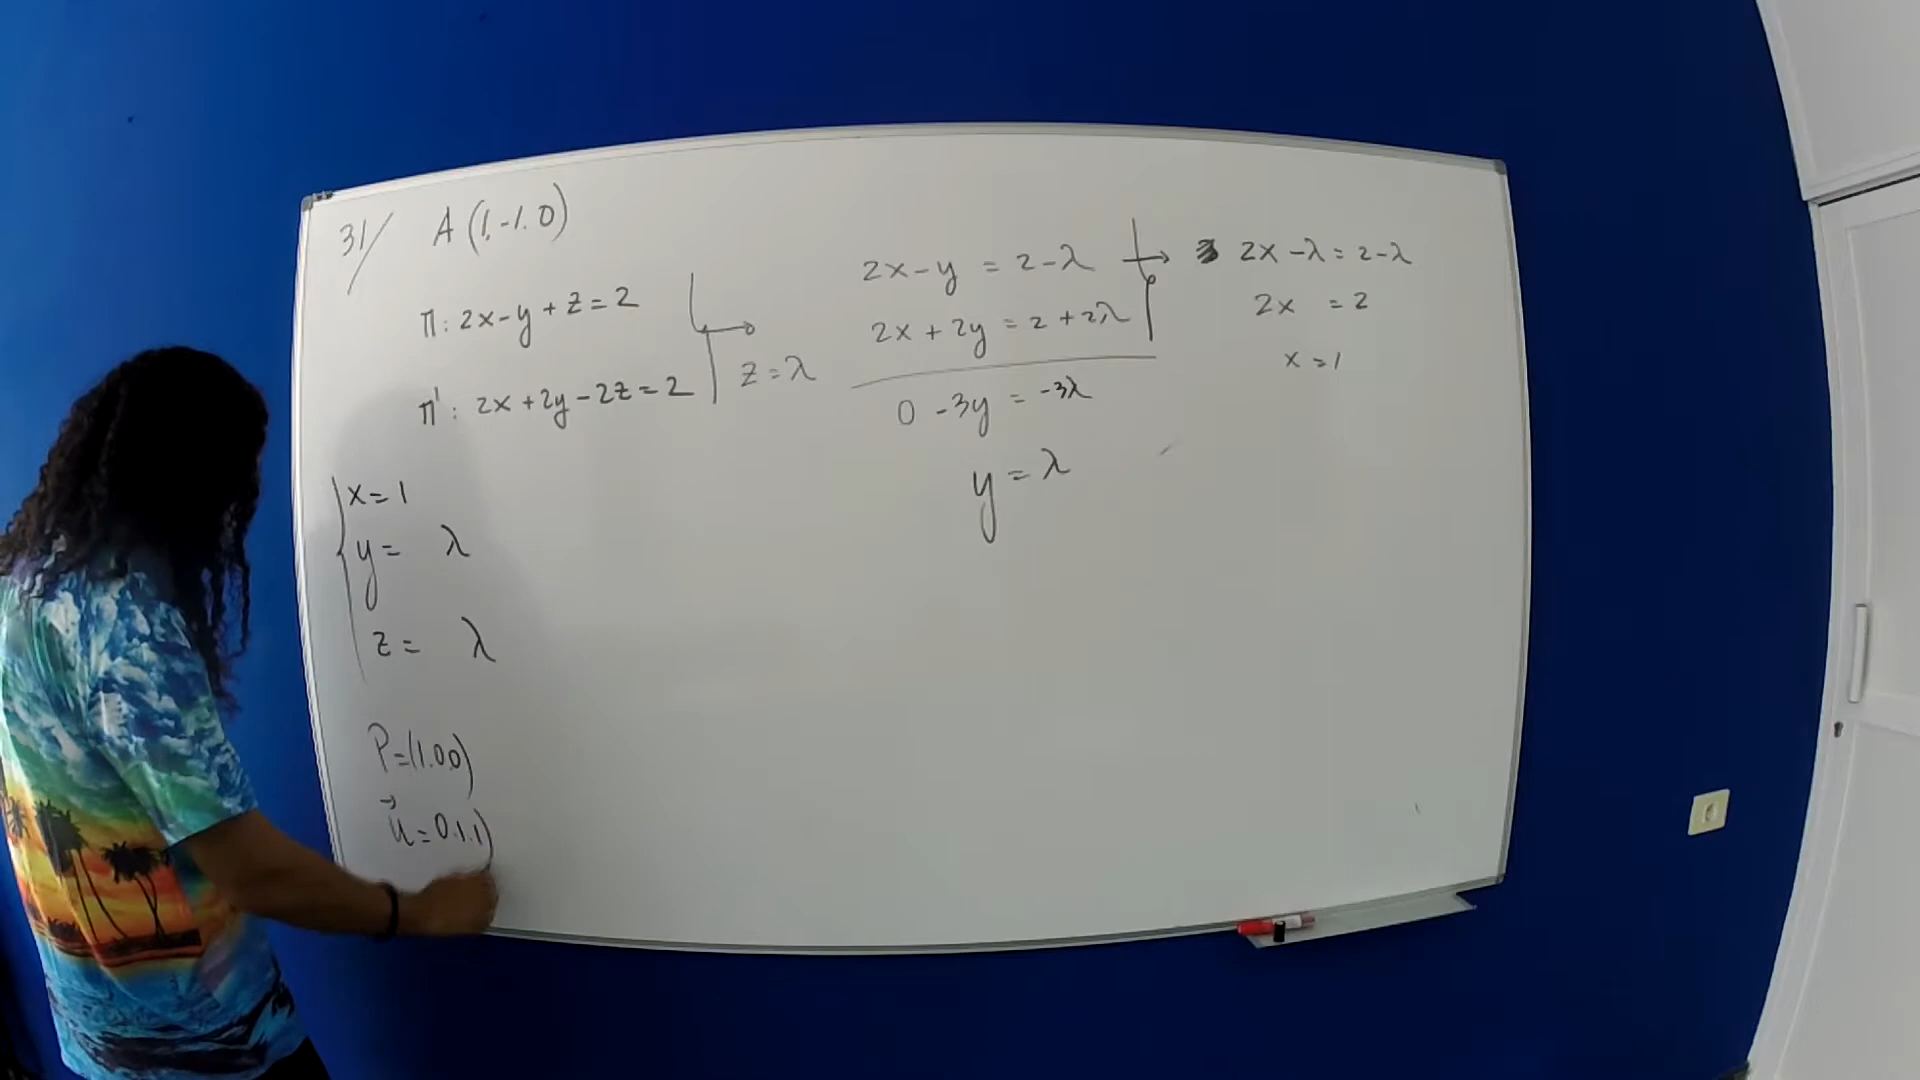 31/ A(1,-1.0)
π: 2x-y+z=2
π': 2x+2y-2z=2
z=λ
2x-y=2-λ
2x+2y=2+2λ
0 -3y=-3λ
y=λ
2x-λ=2-λ
2x =2
x=1
x=1
y= λ
z= λ
P=(1.0.0)
u⃗=0.1.1)